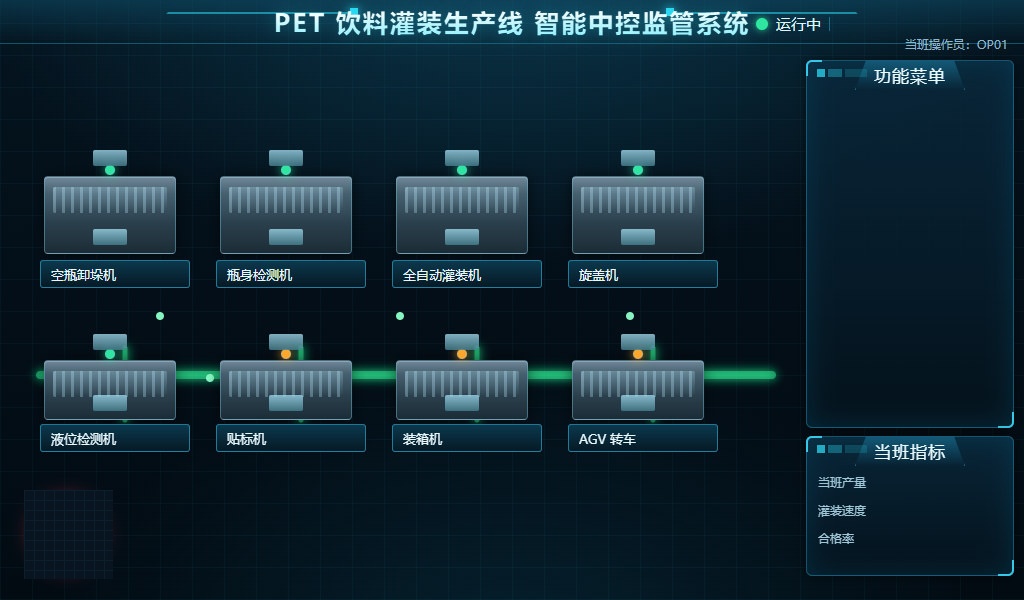 PET 饮料灌装生产线 智能中控监管系统
运行中
当班操作员：OP01
功能菜单
空瓶卸垛机
瓶身检测机
全自动灌装机
旋盖机
液位检测机
贴标机
装箱机
AGV 转车
当班指标
当班产量
灌装速度
合格率